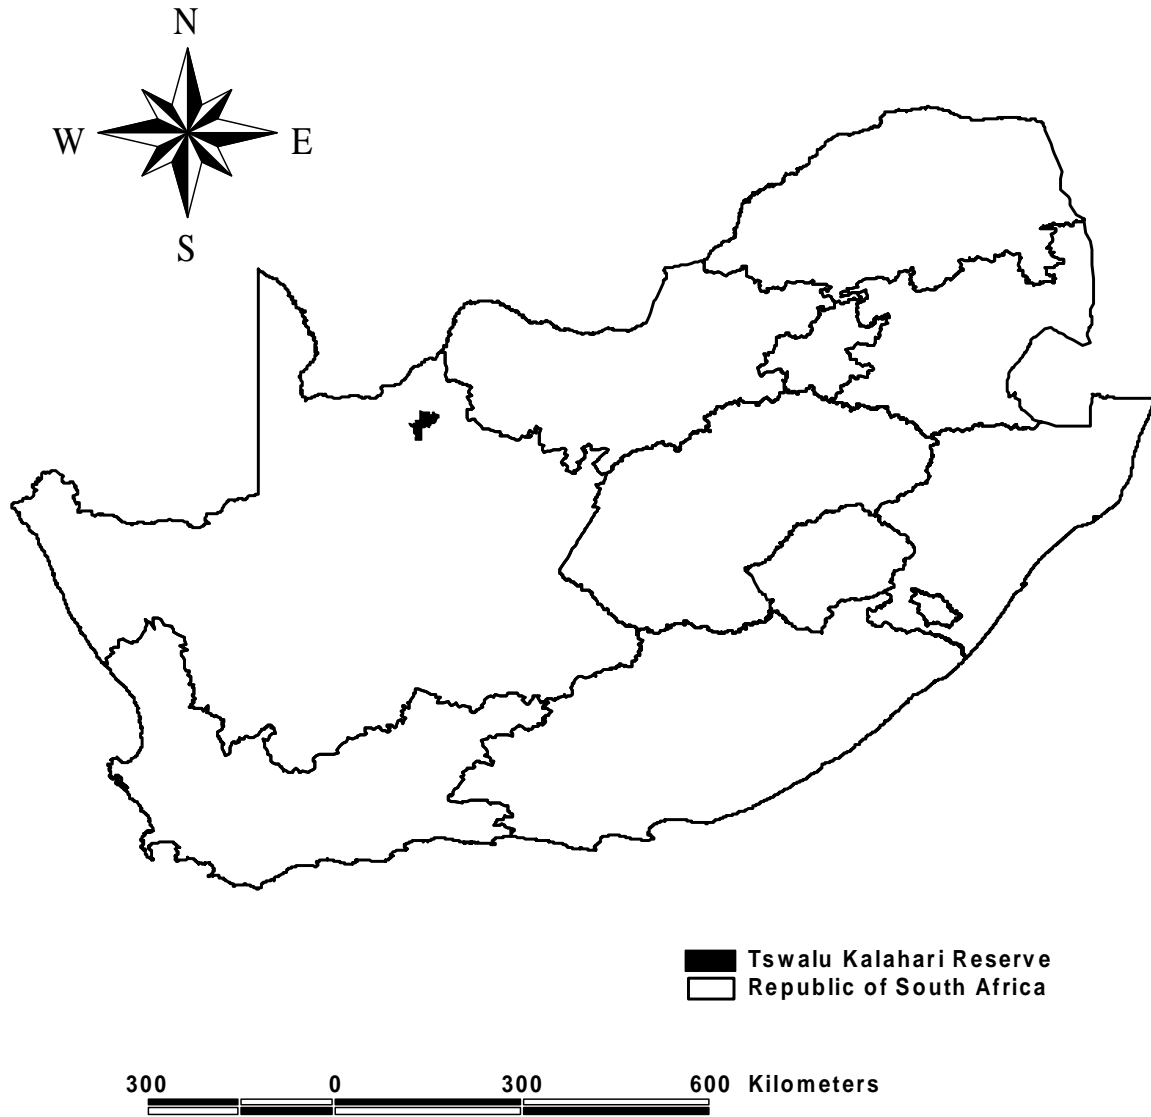 N
W E
S
Tswalu Kalahari Reserve
Republic of South Africa
300 0 300 600 Kilometers